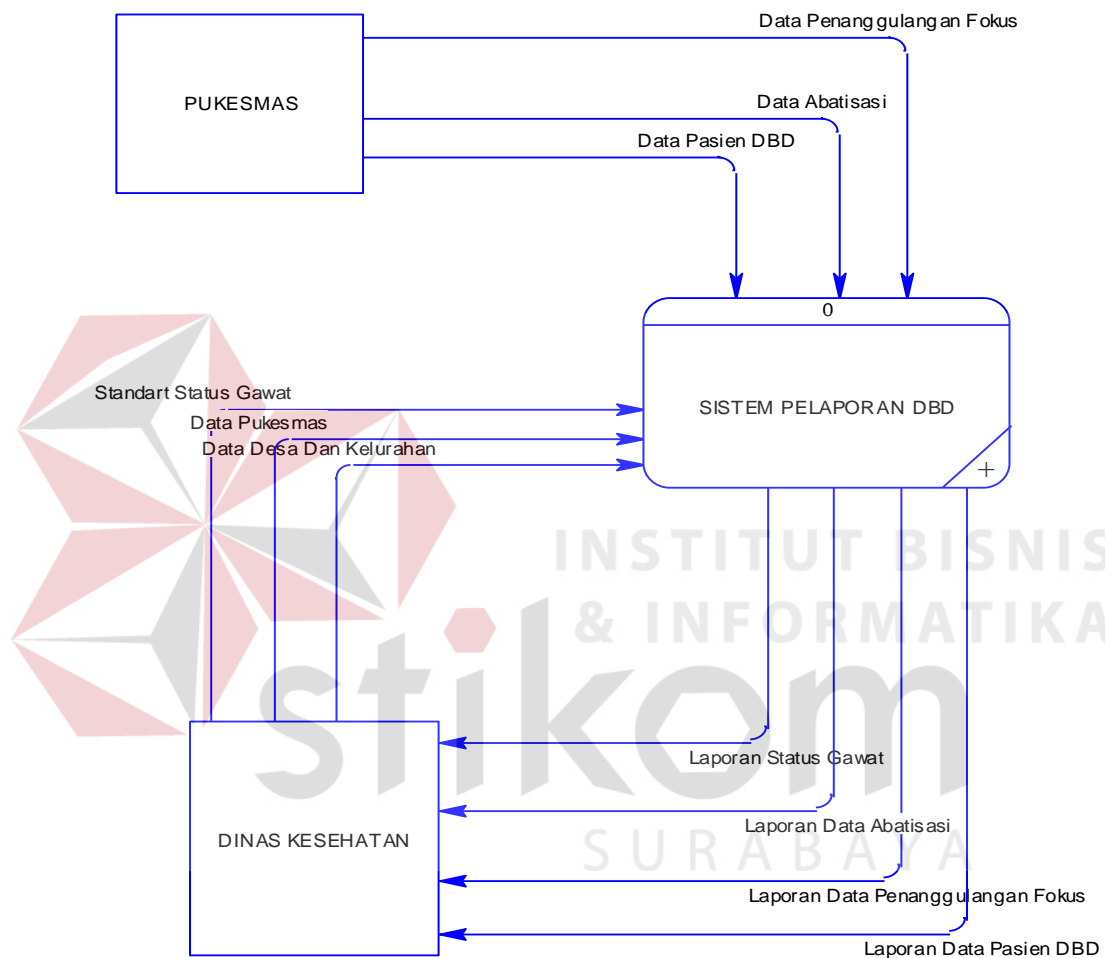 Data Penanggulangan Fokus
PUKESMAS
Data Abatisasi
Data Pasien DBD
0
SISTEM PELAPORAN DBD
+
Standart Status Gawat
Data Pukesmas
Data Desa Dan Kelurahan
INSTITUT BISNIS
& INFORMATIKA
stikom
SURABAYA
DINAS KESEHATAN
Laporan Status Gawat
Laporan Data Abatisasi
Laporan Data Penanggulangan Fokus
Laporan Data Pasien DBD